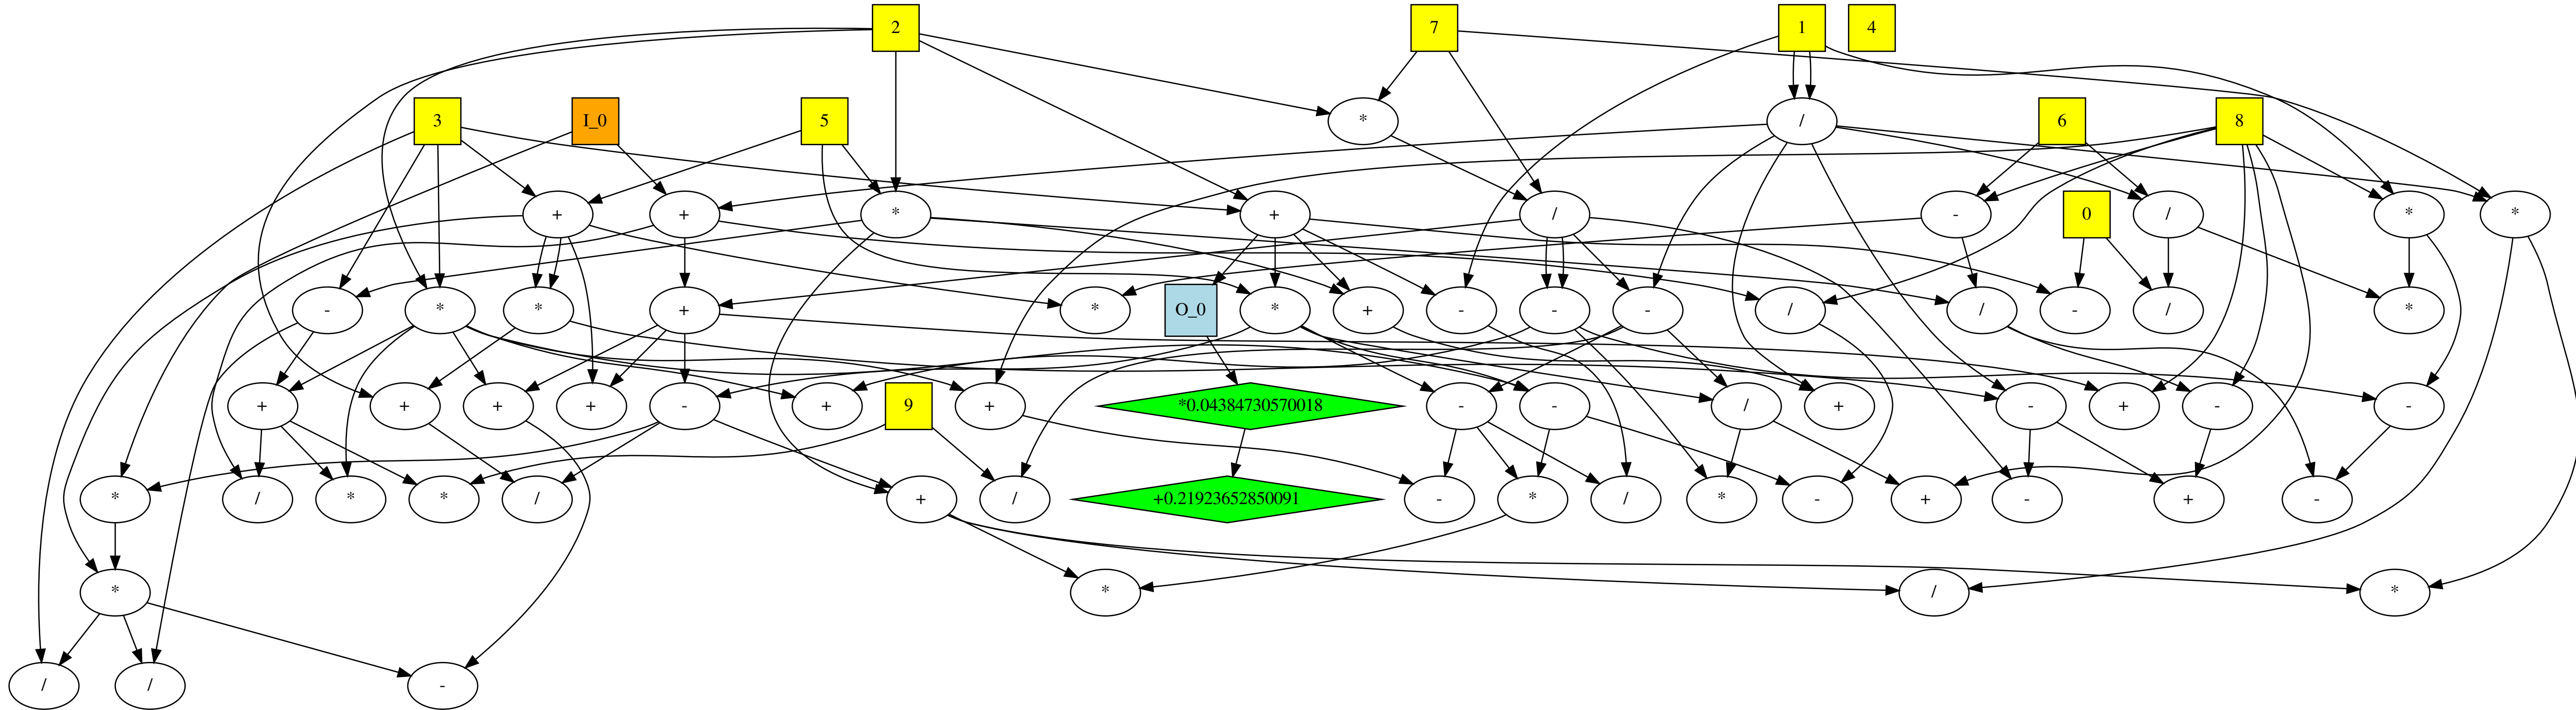 2 7 1 4
3 I_0 5 * / 6 8
+ + * + / - 0 / * *
- * * + * O_0 * + - - - / / - / *
+ + + + - + 9 + *0.04384730570018 - - / + - + - -
* / * * / + / +0.21923652850091 - * / * - + - + -
* * / *
/ / -